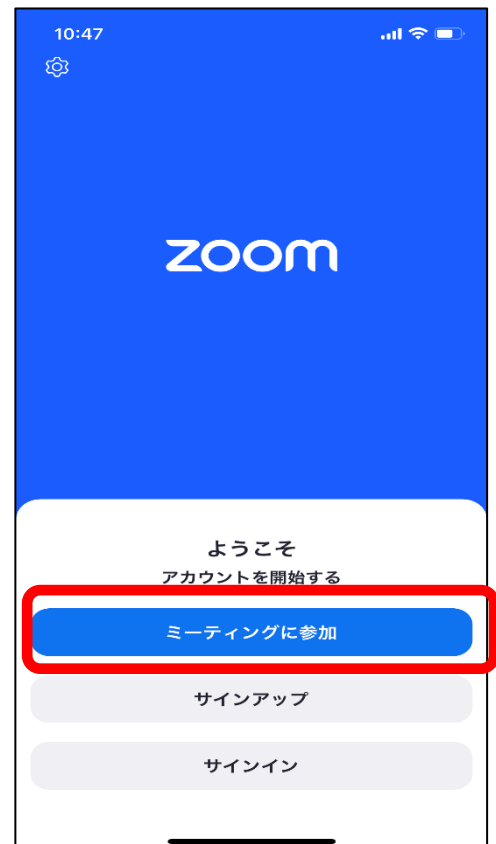 10:47
zoom
ようこそ
アカウントを開始する
ミーティングに参加
サインアップ
サインイン